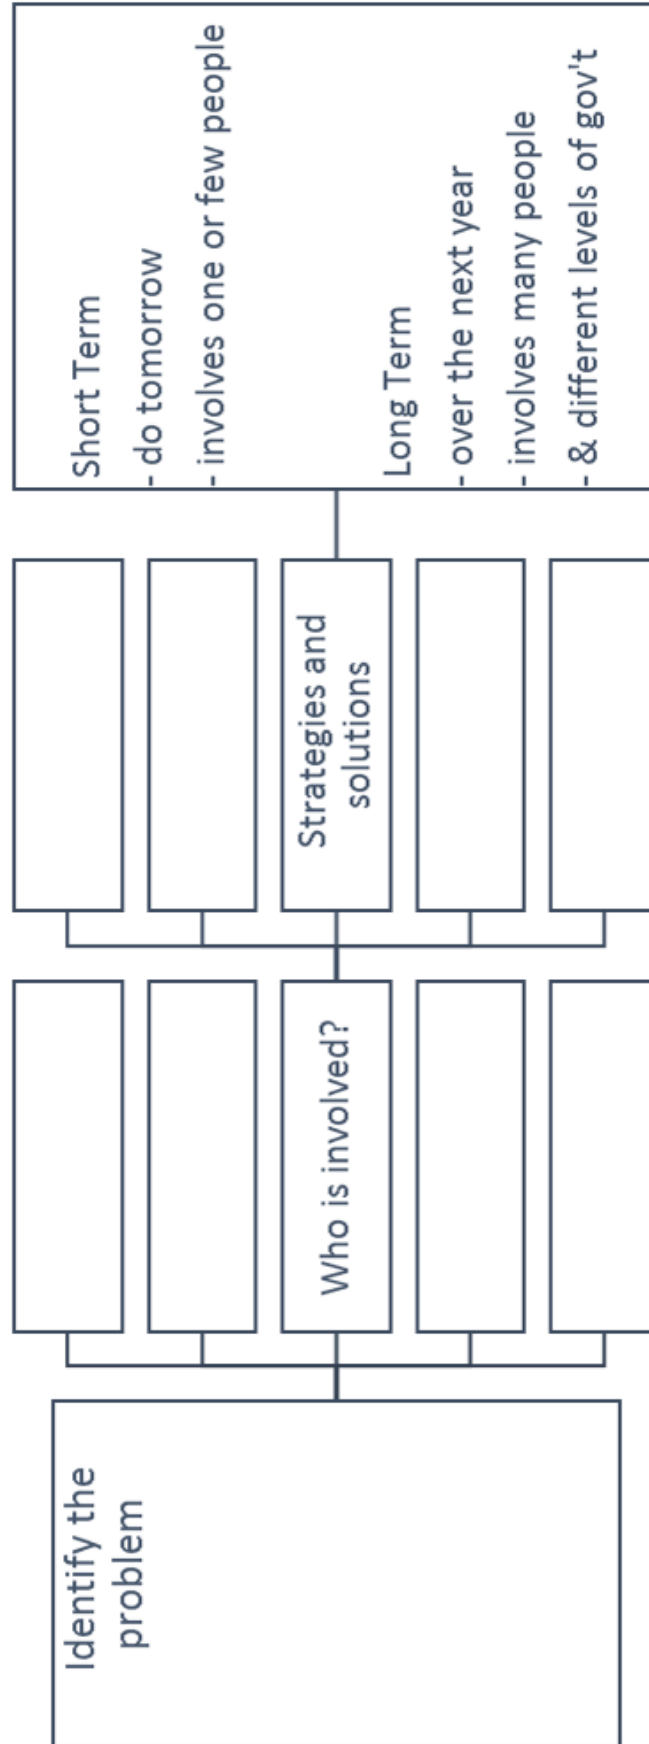 Identify the
problem
Who is involved?
Strategies and
solutions
Short Term
- do tomorrow
- involves one or few people
Long Term
- over the next year
- involves many people
- & different levels of gov't